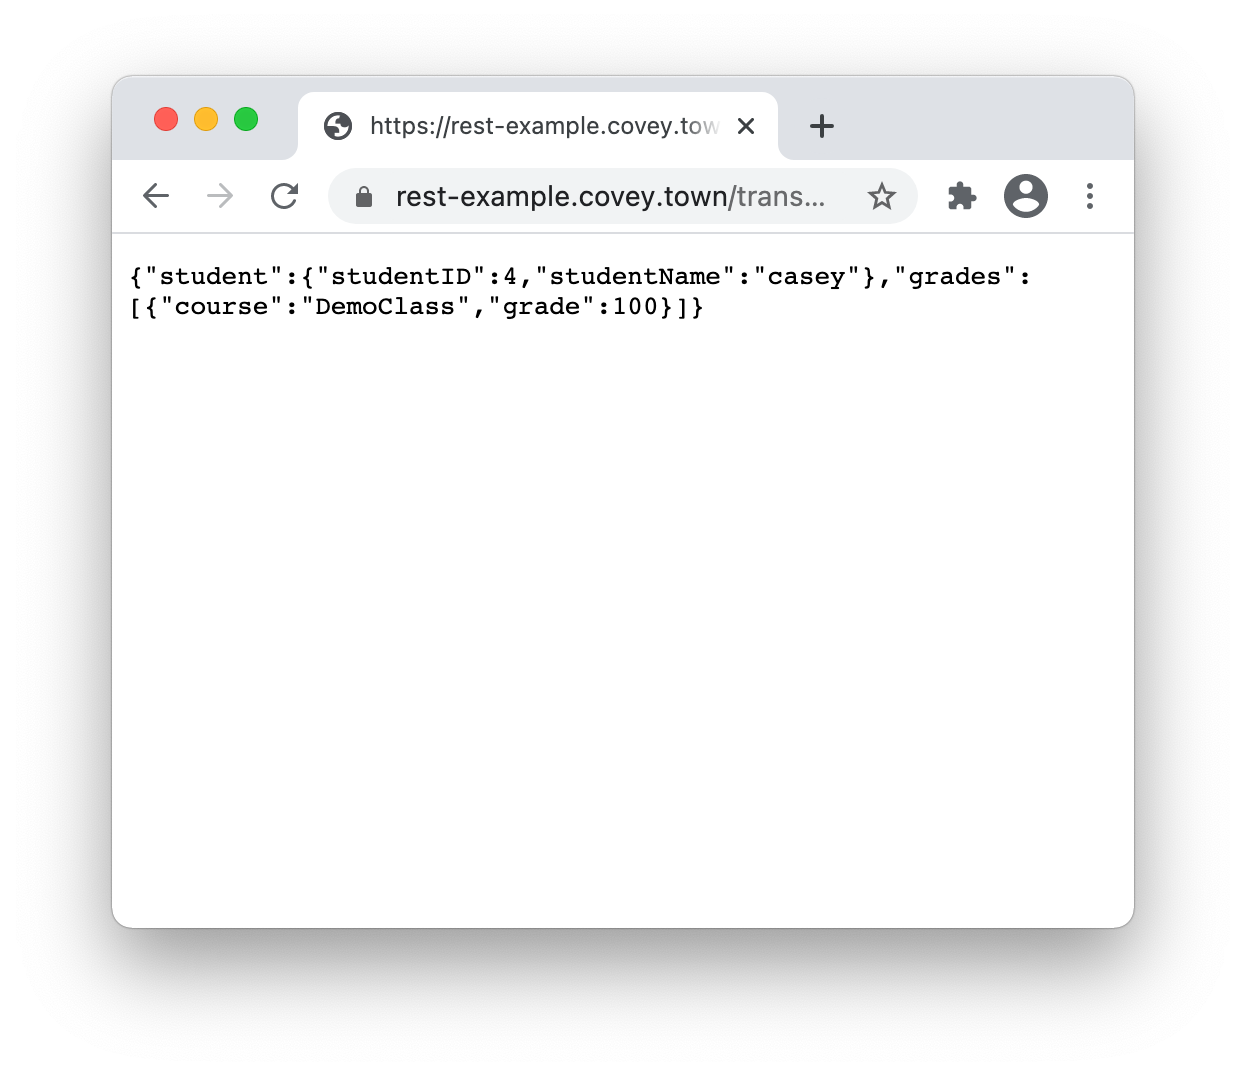 https://rest-example.covey.tow
rest-example.covey.town/trans...
{"student":{"studentID":4,"studentName":"casey"},"grades":
[{"course":"DemoClass","grade":100}]}